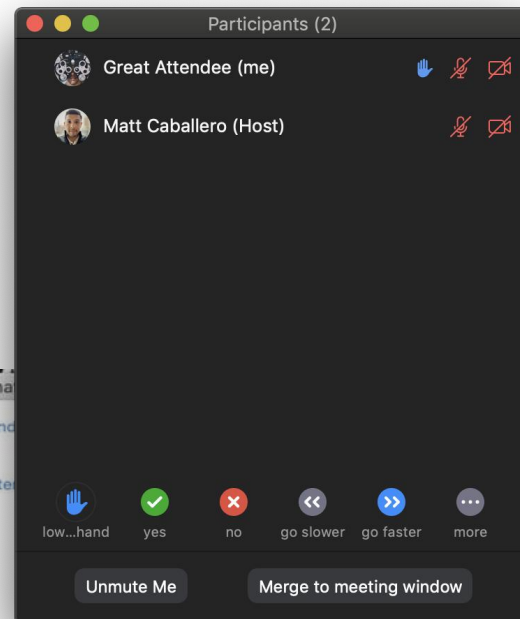 Participants (2)
Great Attendee (me)
Matt Caballero (Host)
low...hand yes no go slower go faster more
Unmute Me Merge to meeting window